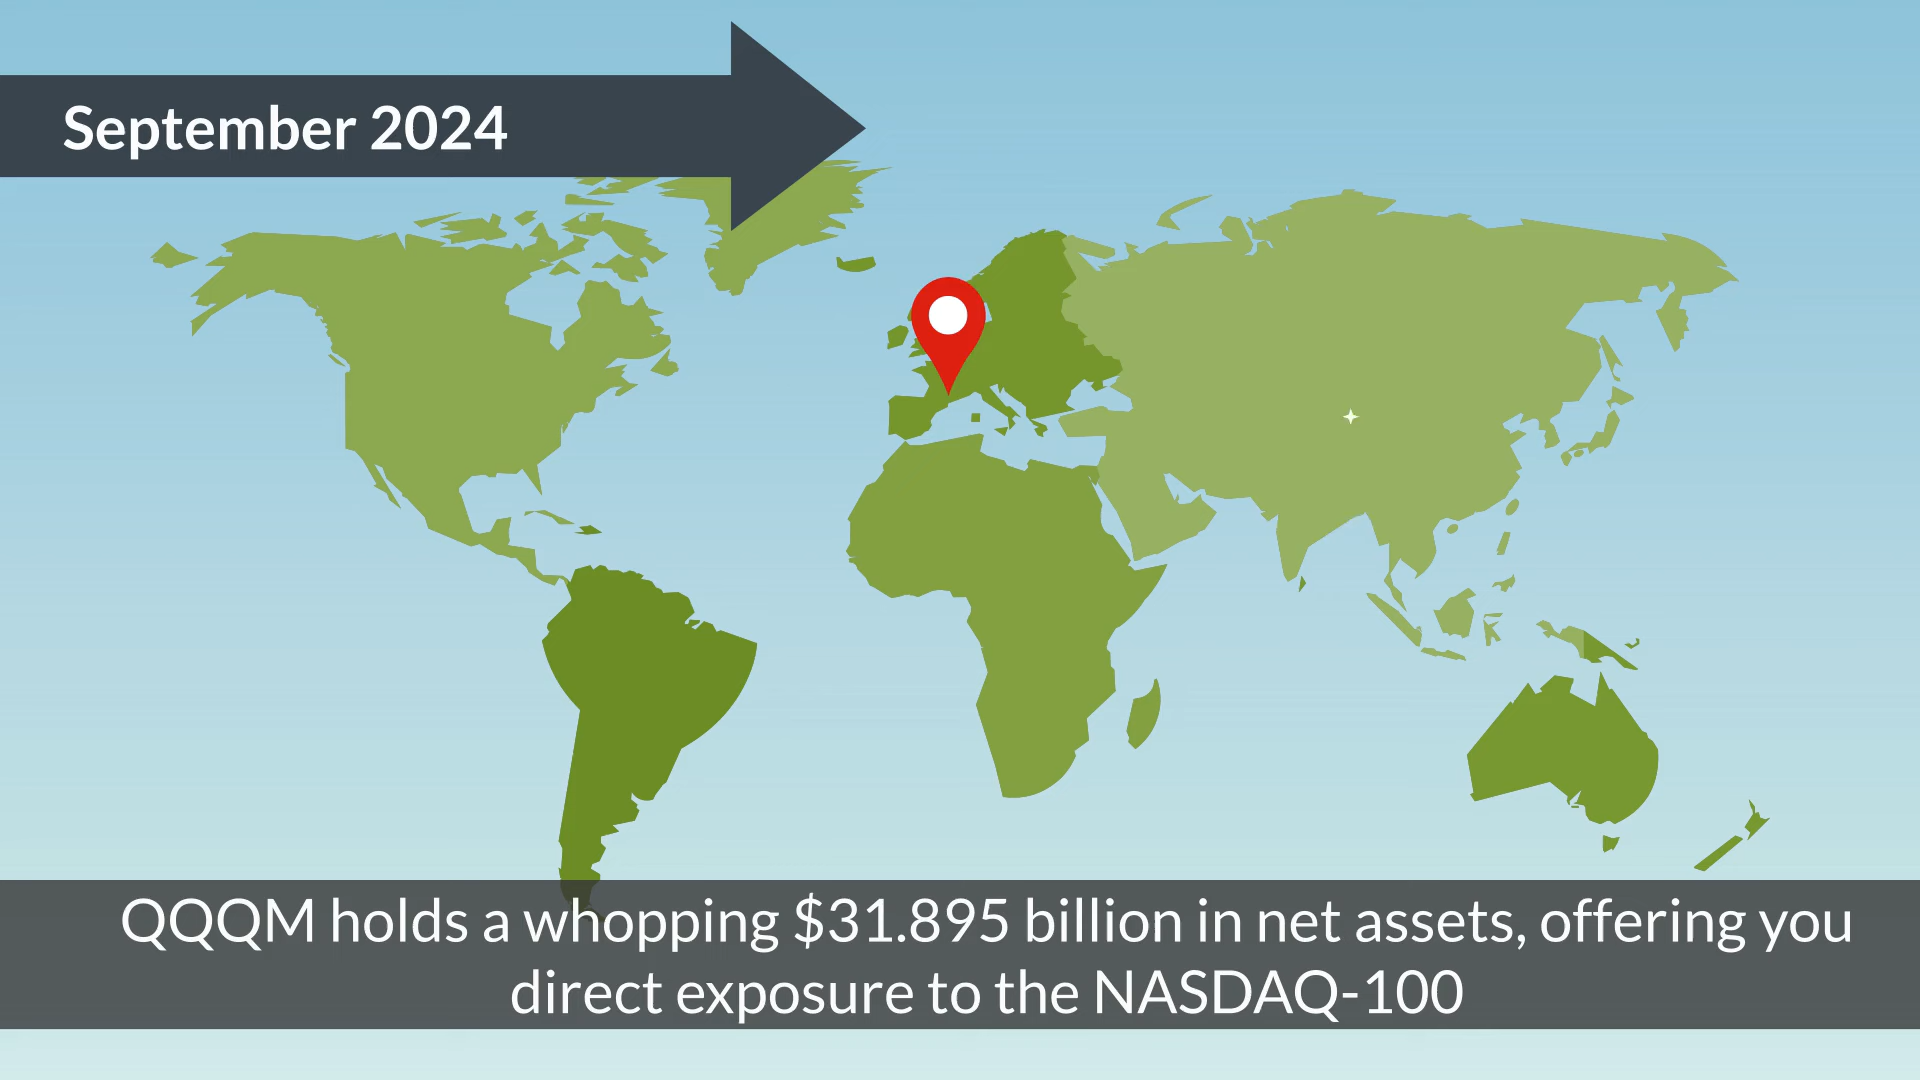 September 2024
QQQM holds a whopping $31.895 billion in net assets, offering you
direct exposure to the NASDAQ-100